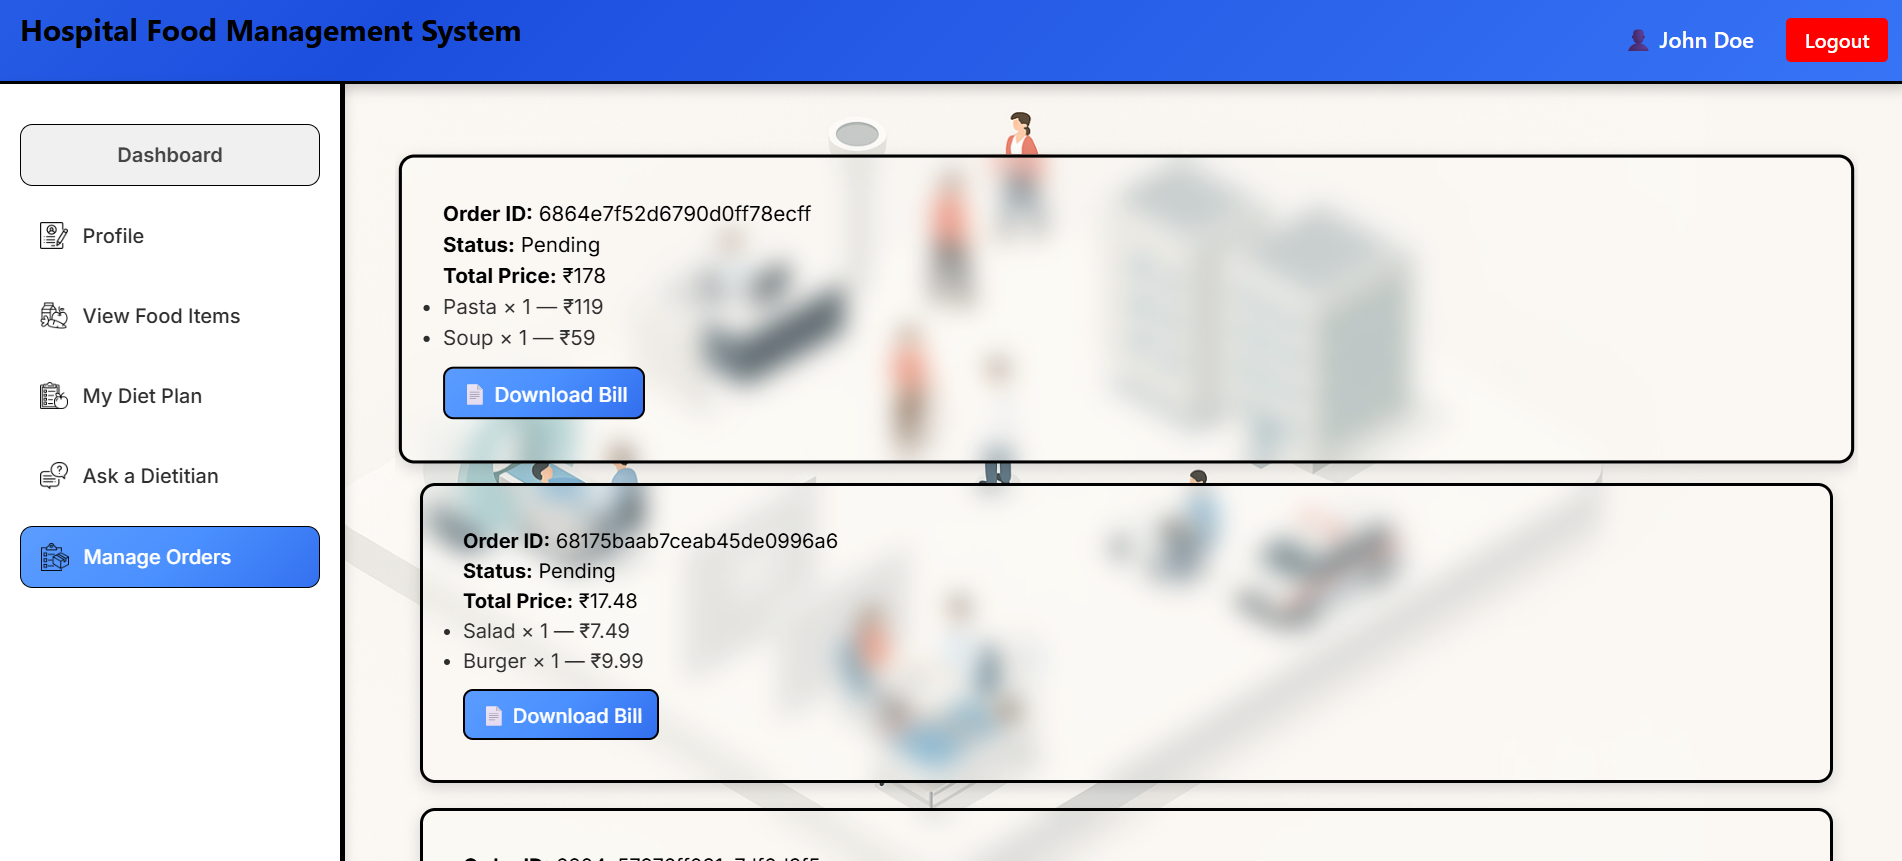 Hospital Food Management System
John Doe
Logout
Dashboard
Profile
View Food Items
My Diet Plan
Ask a Dietitian
Manage Orders
Order ID: 6864e7f52d6790d0ff78ecff
Status: Pending
Total Price: ₹178
• Pasta × 1 — ₹119
• Soup × 1 — ₹59
Download Bill
Order ID: 68175baab7ceab45de0996a6
Status: Pending
Total Price: ₹17.48
• Salad × 1 — ₹7.49
• Burger × 1 — ₹9.99
Download Bill
Order ID: